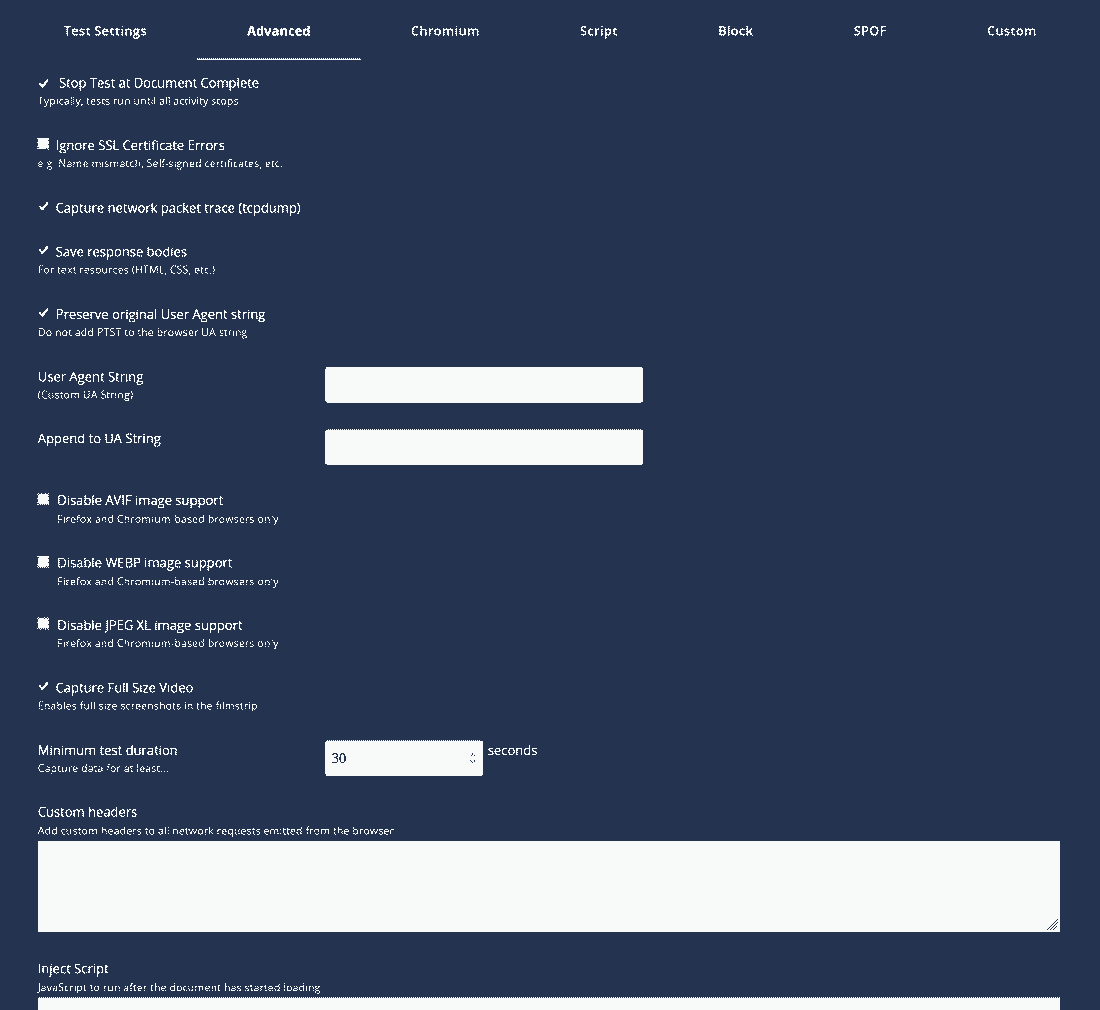 Test Settings Advanced Chromium Script Block SPOF Custom
Stop Test at Document Complete
Typically, tests run until all activity stops
Ignore SSL Certificate Errors
e.g. Name mismatch, Self-signed certificates, etc.
Capture network packet trace (tcpdump)
Save response bodies
For text resources (HTML, CSS, etc.)
Preserve original User Agent string
Do not add PTST to the browser UA string
User Agent String
(Custom UA String)
Append to UA String
Disable AVIF image support
Firefox and Chromium-based browsers only
Disable WEBP image support
Firefox and Chromium-based browsers only
Disable JPEG XL image support
Firefox and Chromium-based browsers only
Capture Full Size Video
Enables full size screenshots in the filmstrip
Minimum test duration 30 seconds
Capture data for at least...
Custom headers
Add custom headers to all network requests emitted from the browser
Inject Script
JavaScript to run after the document has started loading